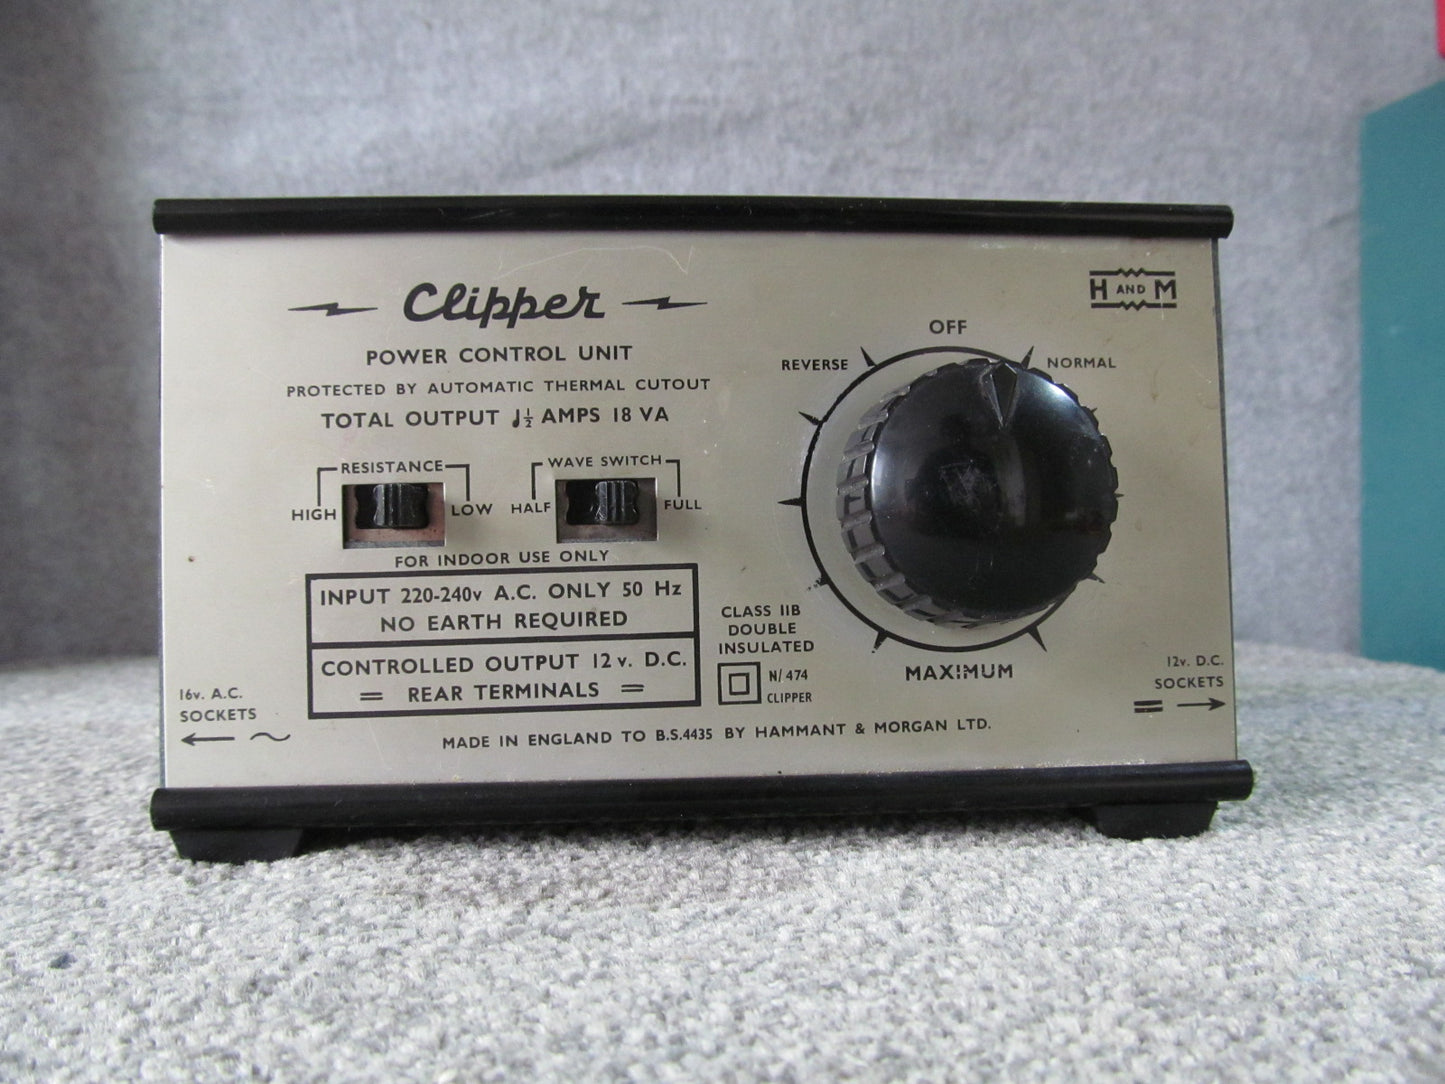 Clipper
H AND M
POWER CONTROL UNIT
PROTECTED BY AUTOMATIC THERMAL CUTOUT
TOTAL OUTPUT 1½ AMPS 18 VA
RESISTANCE
HIGH LOW
WAVE SWITCH
HALF FULL
FOR INDOOR USE ONLY
INPUT 220-240v A.C. ONLY 50 Hz
NO EARTH REQUIRED
CONTROLLED OUTPUT 12 v. D.C.
= REAR TERMINALS =
OFF
REVERSE
NORMAL
MAXIMUM
CLASS IIB
DOUBLE
INSULATED
N/474
CLIPPER
16v. A.C.
SOCKETS
← ~
12v. D.C.
SOCKETS
= →
MADE IN ENGLAND TO B.S.4435 BY HAMMANT & MORGAN LTD.